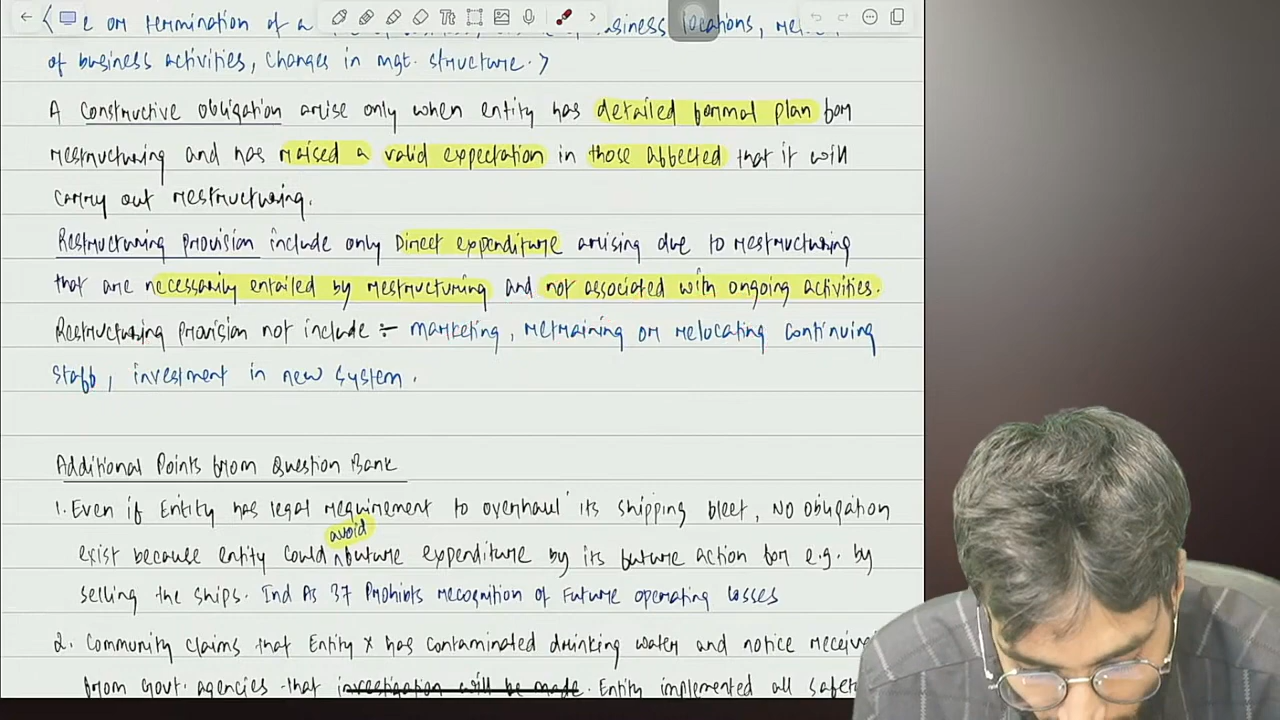 or termination of a business locations,
of business activities, changes in mgt. structure.>
A constructive obligation arise only when entity has detailed formal plan for
restructuring and has raised a valid expectation in those affected that it will
carry out restructuring.
Restructuring provision include only Direct expenditure arising due to restructuring
that are necessarily entailed by restructuring and not associated with ongoing activities.
Restructuring provision not include ÷ marketing, retraining or relocating continuing
staff, investment in new system.
Additional Points from Question Bank
1. Even if Entity has legal requirement to overhaul its shipping fleet, No obligation
avoid
exist because entity could future expenditure by its future action for e.g. by
selling the ships. Ind As 37 Prohibits recognition of Future operating losses
2. Community claims that Entity X has contaminated drinking water and notice
from Govt. agencies that investigation will be made. Entity implemented all